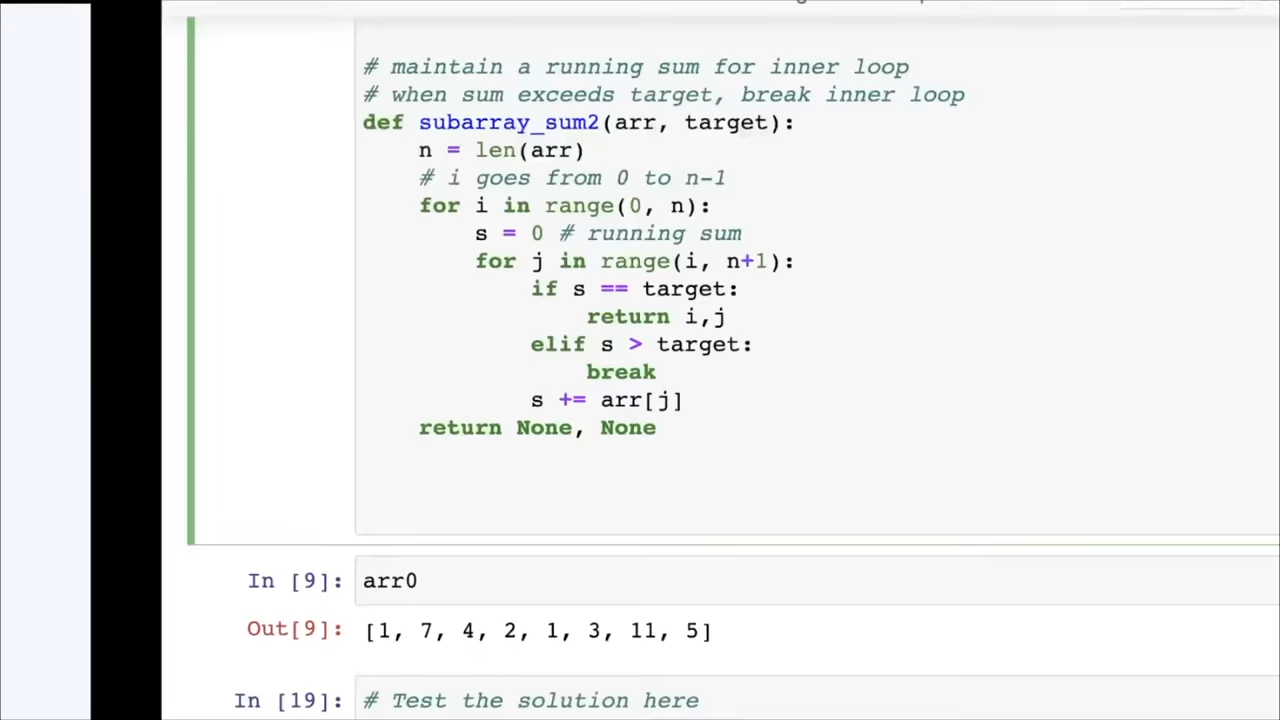 # maintain a running sum for inner loop
# when sum exceeds target, break inner loop
def subarray_sum2(arr, target):
    n = len(arr)
    # i goes from 0 to n-1
    for i in range(0, n):
        s = 0 # running sum
        for j in range(i, n+1):
            if s == target:
                return i,j
            elif s > target:
                break
            s += arr[j]
    return None, None
In [9]: arr0
Out[9]: [1, 7, 4, 2, 1, 3, 11, 5]
In [19]: # Test the solution here